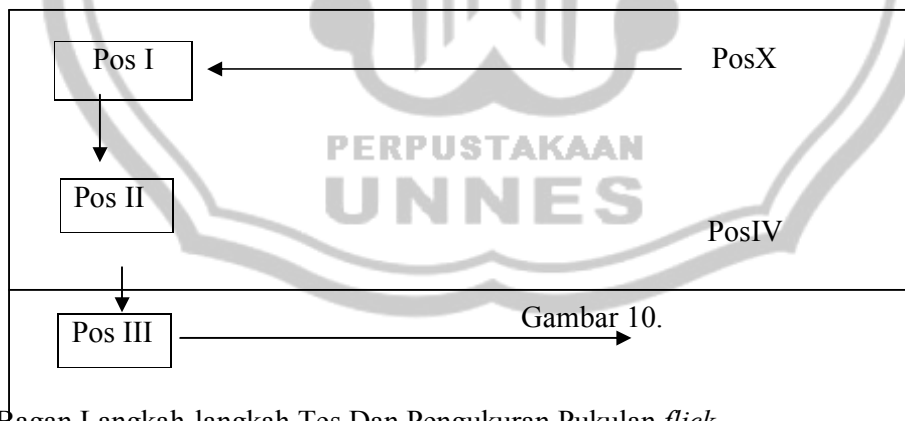 Pos I
PosX
PERPUSTAKAAN
UNNES
Pos II
PosIV
Pos III
Gambar 10.
Bagan Langkah-langkah Tes Dan Pengukuran Pukulan flick